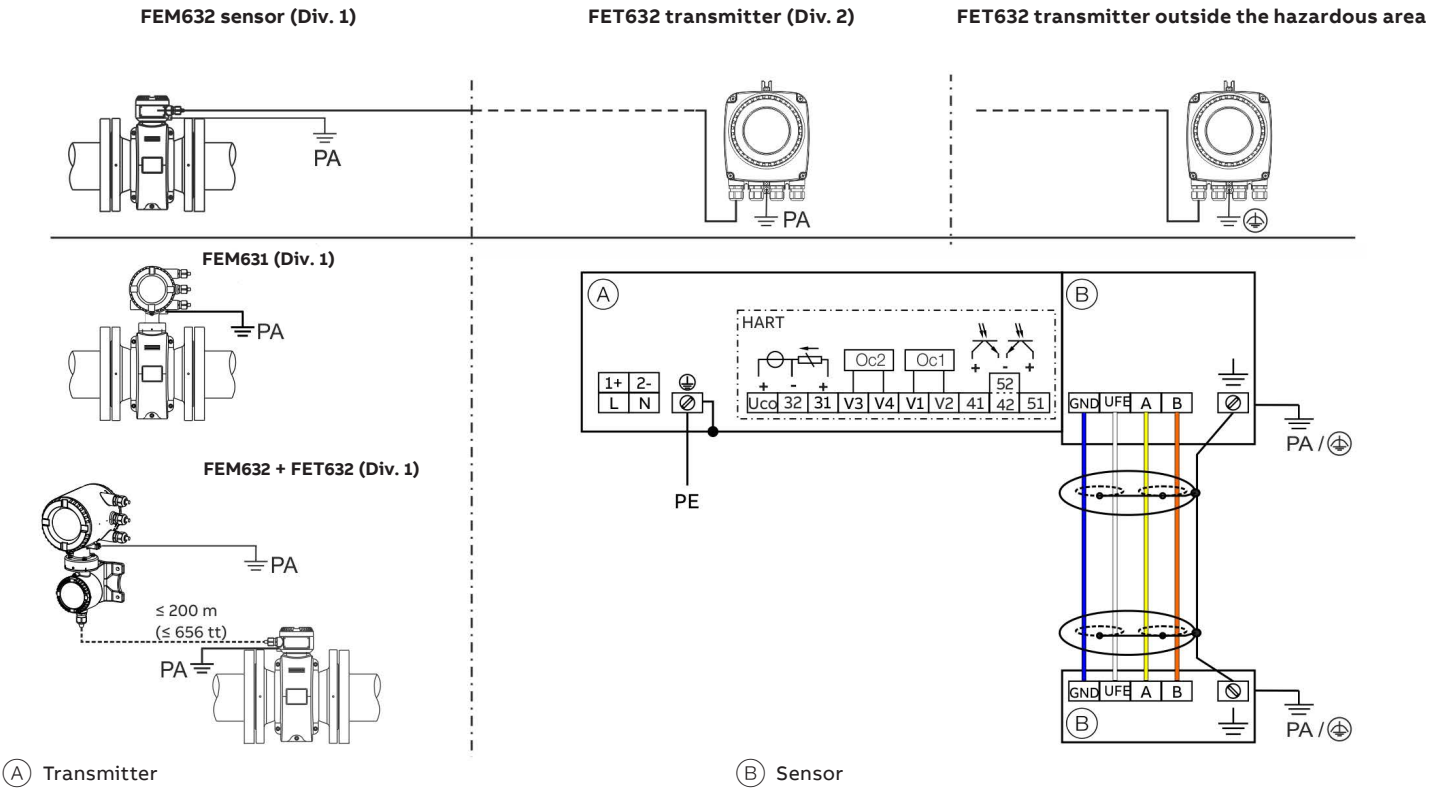 FEM632 sensor (Div. 1)
FET632 transmitter (Div. 2)
FET632 transmitter outside the hazardous area
PA
PA
FEM631 (Div. 1)
PA
FEM632 + FET632 (Div. 1)
PA
≤ 200 m
(≤ 656 tt)
PA
A
B
HART
Oc2 Oc1
+ - + + - +
1+ 2-
52
L N Uco 32 31 V3 V4 V1 V2 41 42 51
GND UFE A B
PA /
PE
GND UFE A B
B
PA /
A Transmitter
B Sensor